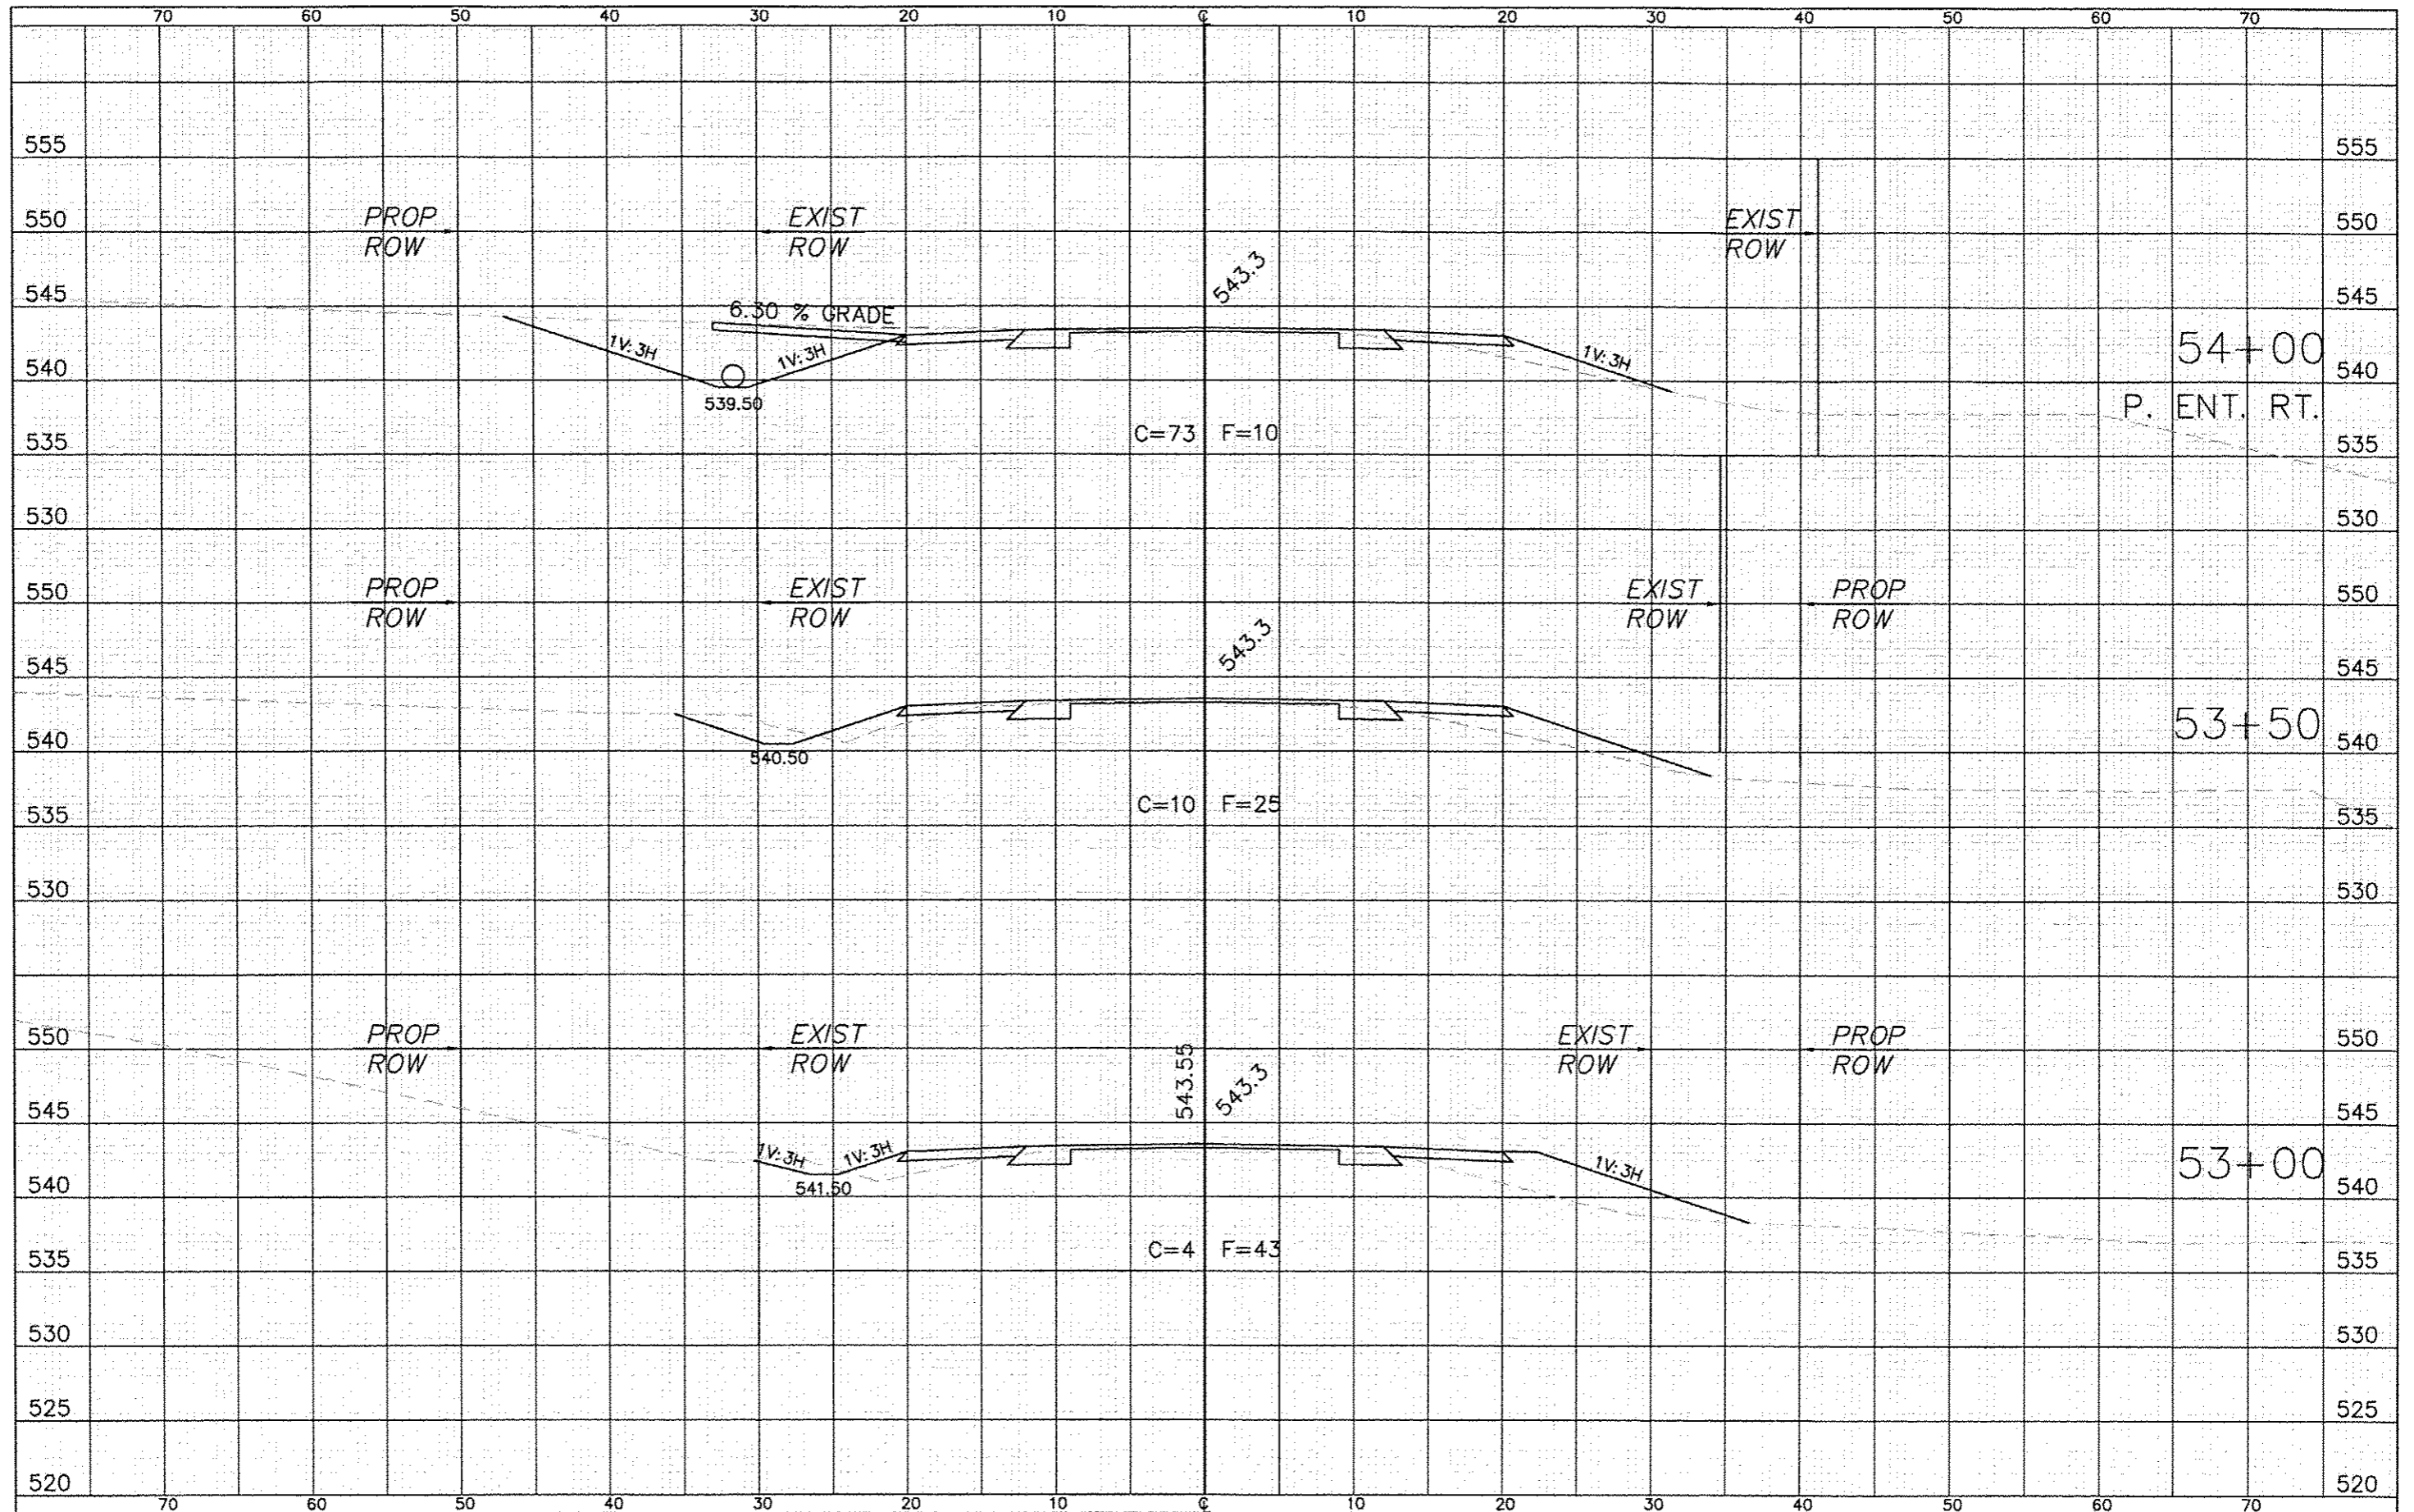 70 60 50 40 30 20 10 ℄ 10 20 30 40 50 60 70
555 555
550 PROP ROW EXIST ROW EXIST ROW 550
543.3
545 6.30 % GRADE 545
1V:3H 1V:3H 1V:3H 54+00
540 540
539.50
P. ENT. RT.
C=73 F=10
535 535
530 530
550 PROP ROW EXIST ROW EXIST ROW PROP ROW 550
543.3
545 545
53+50
540 540
540.50
C=10 F=25
535 535
530 530
550 PROP ROW EXIST ROW EXIST ROW PROP ROW 550
543.55 543.3
545 545
1V:3H 1V:3H 1V:3H 53+00
540 540
541.50
C=4 F=43
535 535
530 530
525 525
520 520
70 60 50 40 30 20 10 ℄ 10 20 30 40 50 60 70